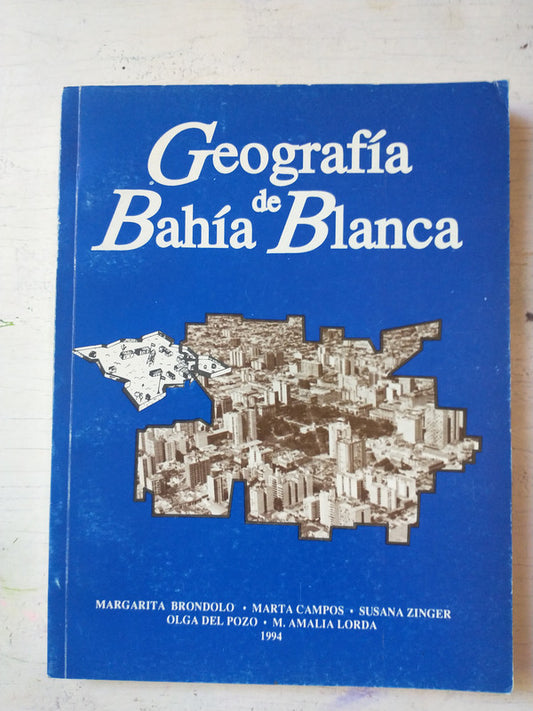 Geografía
de
Bahía Blanca
MARGARITA BRONDOLO • MARTA CAMPOS • SUSANA ZINGER
OLGA DEL POZO • M. AMALIA LORDA
1994